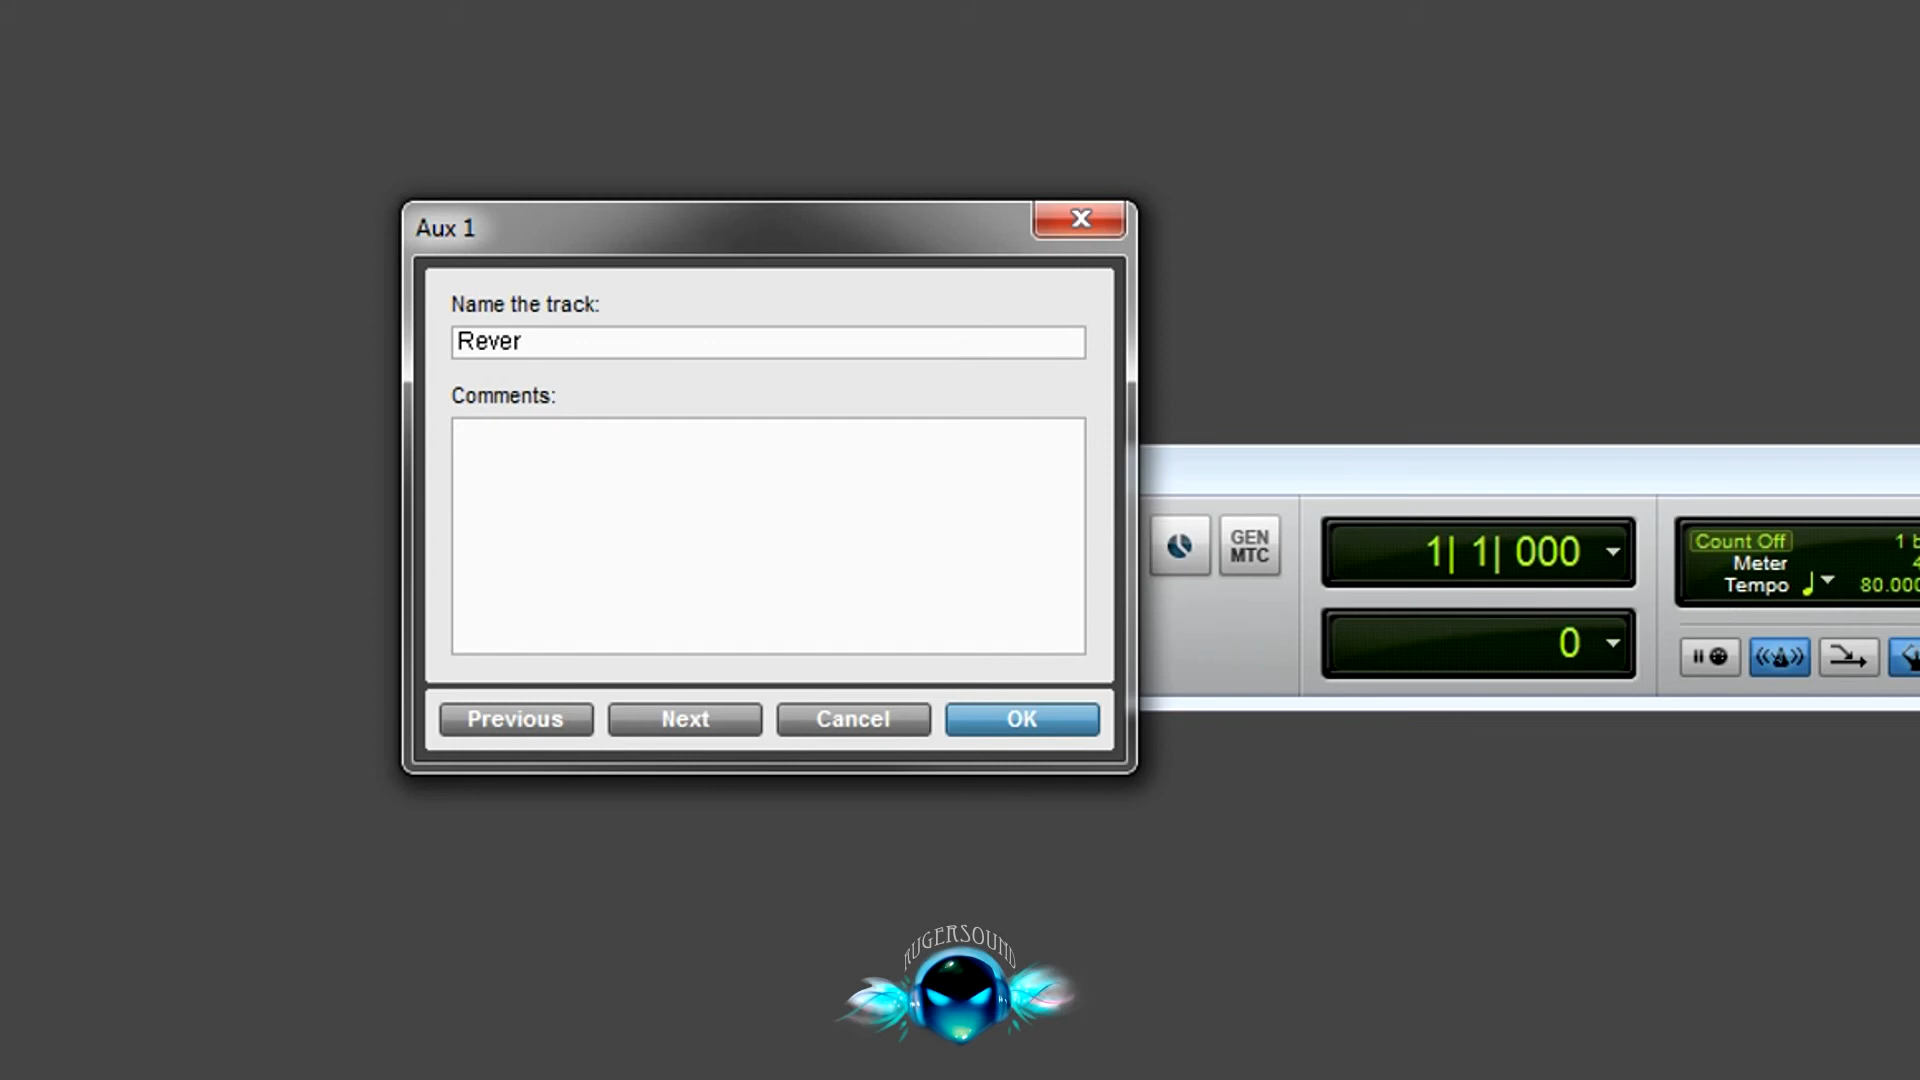 Aux 1
Name the track:
Rever
Comments:
Previous Next Cancel OK
GEN
MTC
1| 1| 000
0
Count Off
Meter
Tempo
80.000
AUGERSOUND